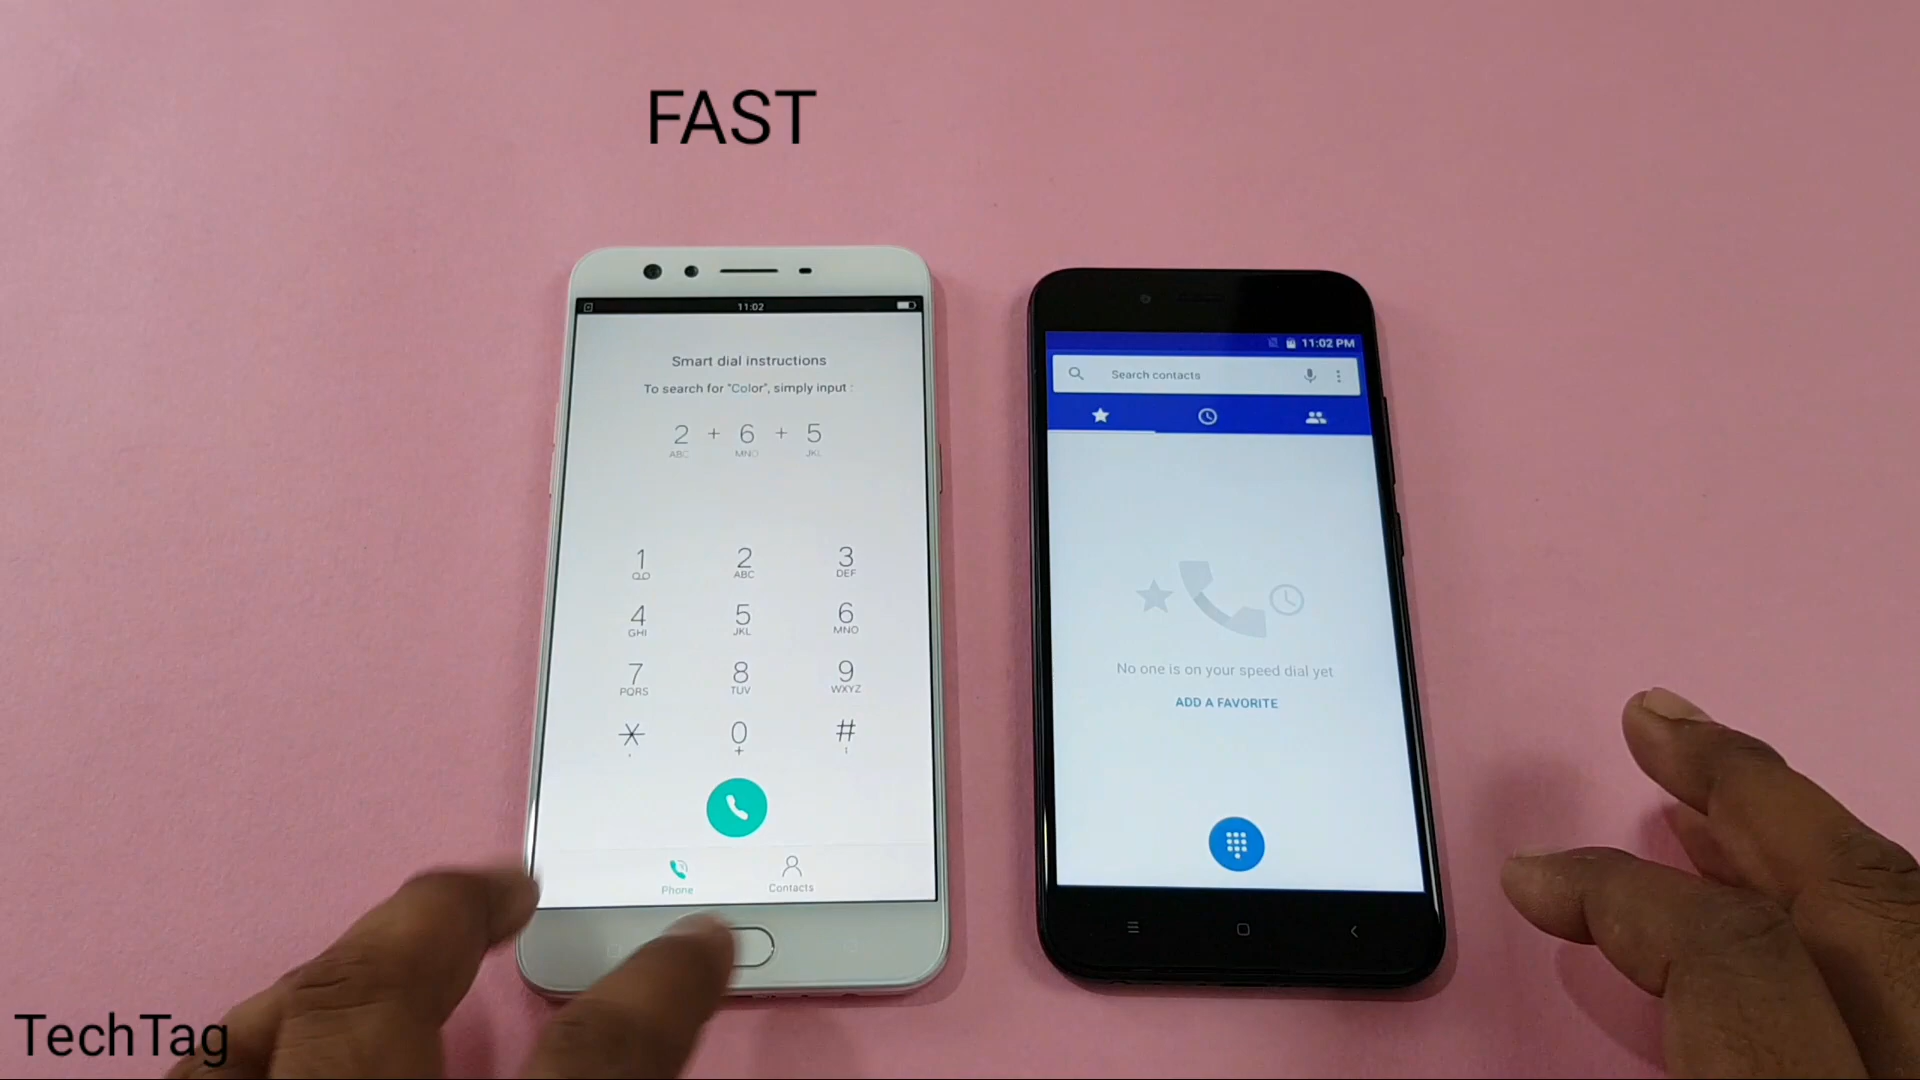 FAST
11:02
Smart dial instructions
To search for "Color", simply input :
2 + 6 + 5
ABC MNO JKL
1 2 3
ABC DEF
4 5 6
GHI JKL MNO
7 8 9
PQRS TUV WXYZ
* 0 #
+
Phone Contacts
11:02 PM
Search contacts
No one is on your speed dial yet
ADD A FAVORITE
TechTag